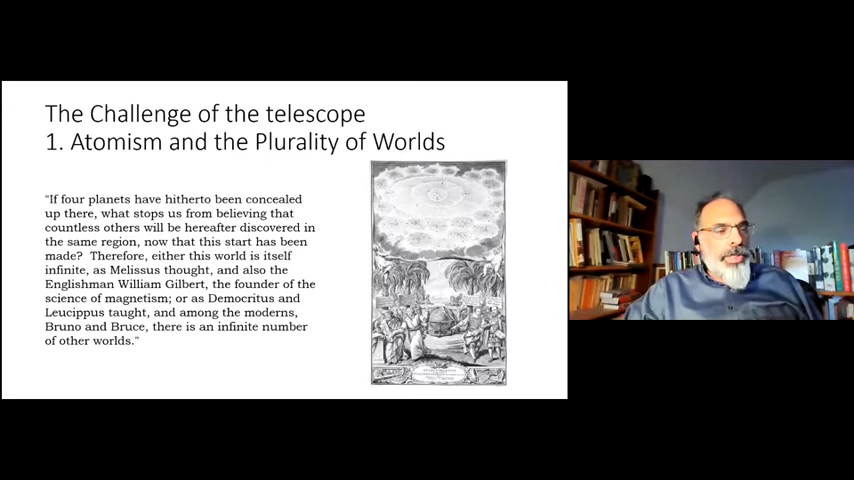 The Challenge of the telescope
1. Atomism and the Plurality of Worlds
"If four planets have hitherto been concealed
up there, what stops us from believing that
countless others will be hereafter discovered in
the same region, now that this start has been
made?  Therefore, either this world is itself
infinite, as Melissus thought, and also the
Englishman William Gilbert, the founder of the
science of magnetism; or as Democritus and
Leucippus taught, and among the moderns,
Bruno and Bruce, there is an infinite number
of other worlds."